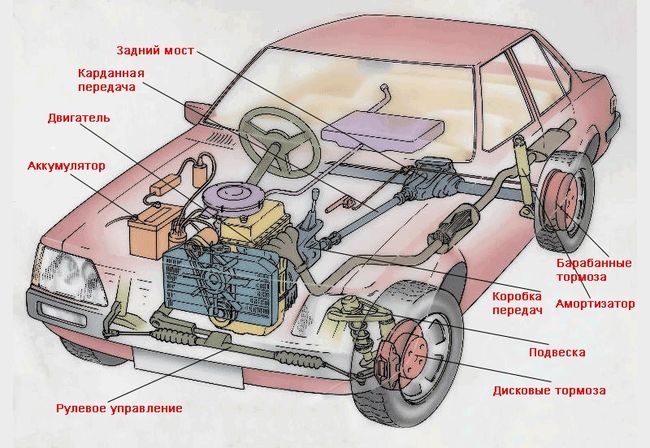 Задний мост
Карданная
передача
Двигатель
Аккумулятор
Барабанные
тормоза
Коробка
передач
Амортизатор
Подвеска
Дисковые тормоза
Рулевое управление